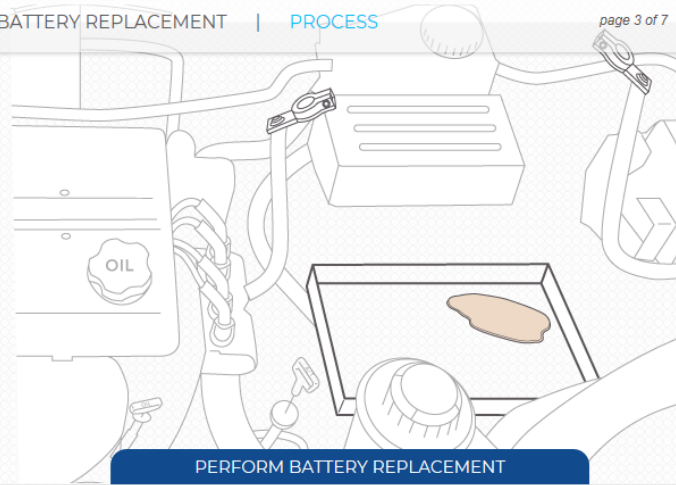 BATTERY REPLACEMENT | PROCESS
page 3 of 7
OIL
PERFORM BATTERY REPLACEMENT